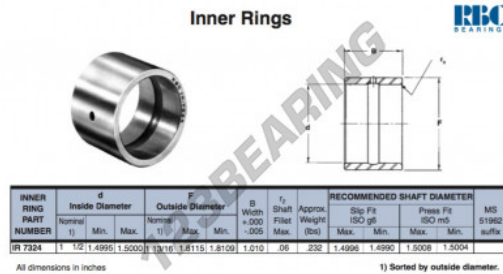 Inner Rings
RBC
BEARINGS
B
rs
d
F
123BEARING
INNER RING PART NUMBER
d Inside Diameter
F Outside Diameter
B Width +.000 -.005
Shaft Fillet Max.
Approx. Weight (lbs)
RECOMMENDED SHAFT DIAMETER
Slip Fit ISO g6
Press Fit ISO m5
MS 51962 suffix
Nominal 1) Min. Max. Nominal 1) Max. Min. Max. Min. Max. Min.
IR 7324 1 1/2 1.4995 1.5000 1 13/16 1.8115 1.8109 1.010 .06 .232 1.4996 1.4990 1.5008 1.5004
All dimensions in inches
1) Sorted by outside diameter.